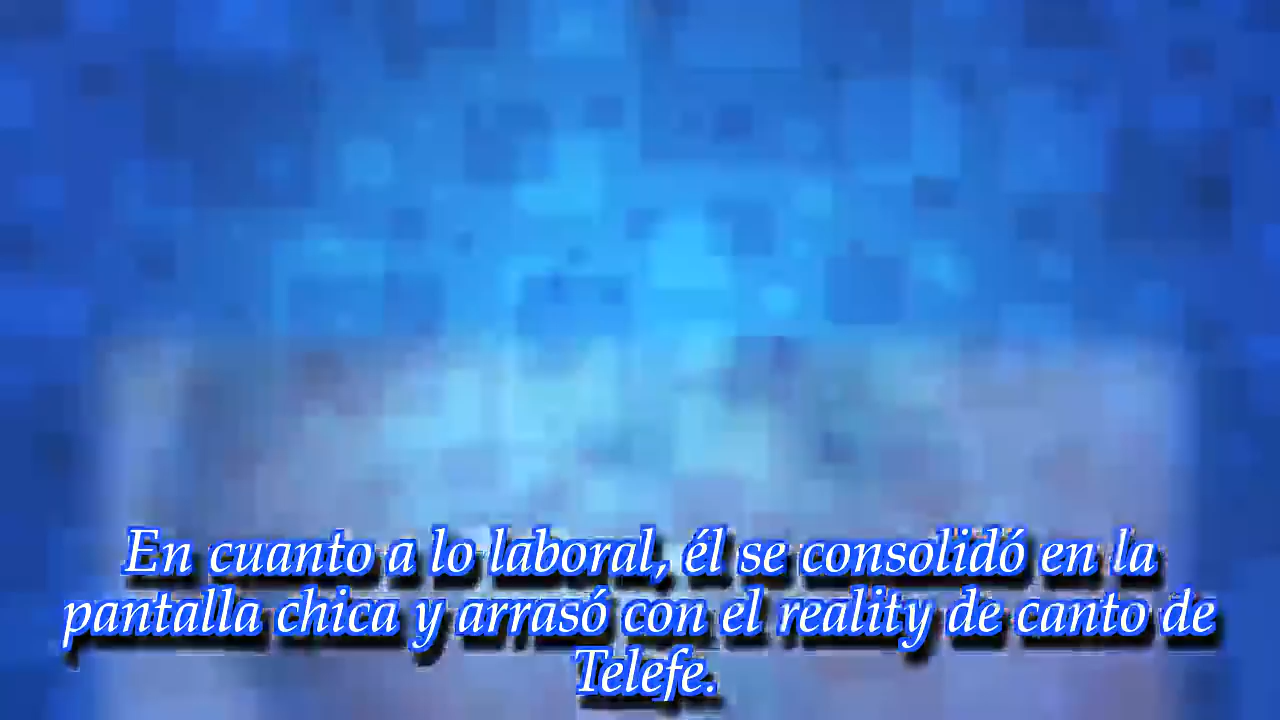 En cuanto a lo laboral, él se consolidó en la
pantalla chica y arrasó con el reality de canto de
Telefe.